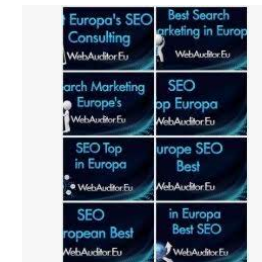 Europa's SEO
Consulting
WebAuditor.Eu
Best Search
arketing in Europ
WebAuditor.Eu
arch Marketing
Europe's
WebAuditor.Eu
SEO
op Europa
WebAuditor.Eu
SEO Top
in Europa
WebAuditor.Eu
urope SEO
Best
WebAuditor.Eu
SEO
ropean Best
WebAuditor.Eu
in Europa
Best SEO
WebAuditor.Eu